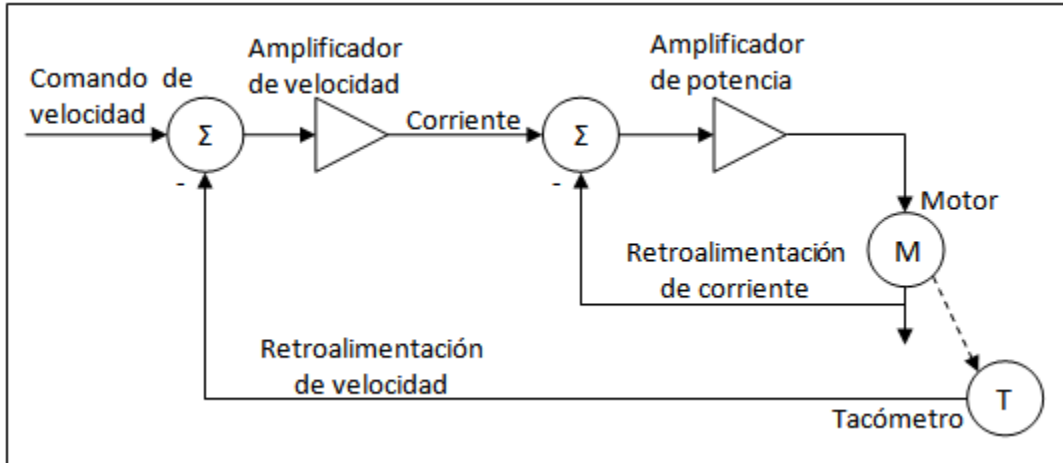 Comando de
velocidad
Σ
-
Amplificador
de velocidad
Corriente
Σ
-
Amplificador
de potencia
Motor
M
Retroalimentación
de corriente
Retroalimentación
de velocidad
Tacómetro
T